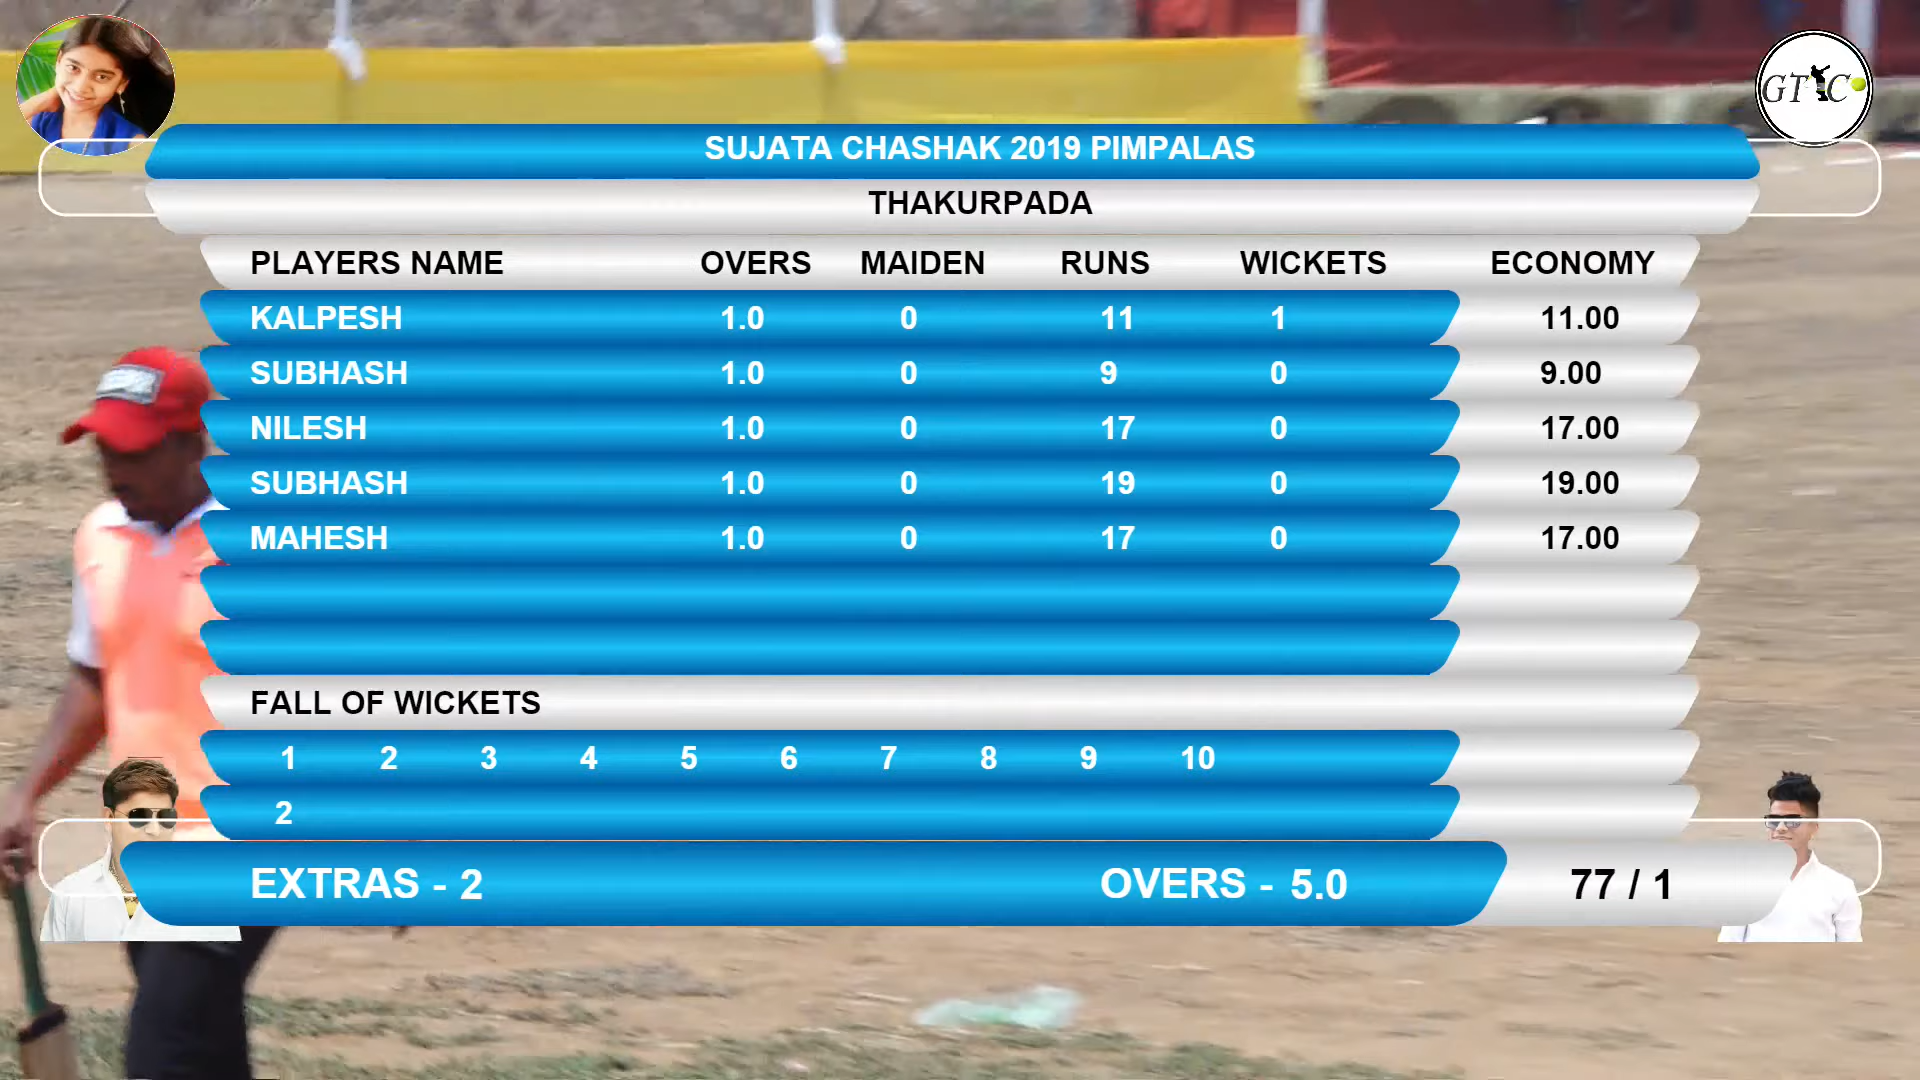 GTC
SUJATA CHASHAK 2019 PIMPALAS
THAKURPADA
PLAYERS NAME OVERS MAIDEN RUNS WICKETS ECONOMY
KALPESH 1.0 0 11 1 11.00
SUBHASH 1.0 0 9 0 9.00
NILESH 1.0 0 17 0 17.00
SUBHASH 1.0 0 19 0 19.00
MAHESH 1.0 0 17 0 17.00
FALL OF WICKETS
1 2 3 4 5 6 7 8 9 10
2
EXTRAS - 2 OVERS - 5.0 77 / 1